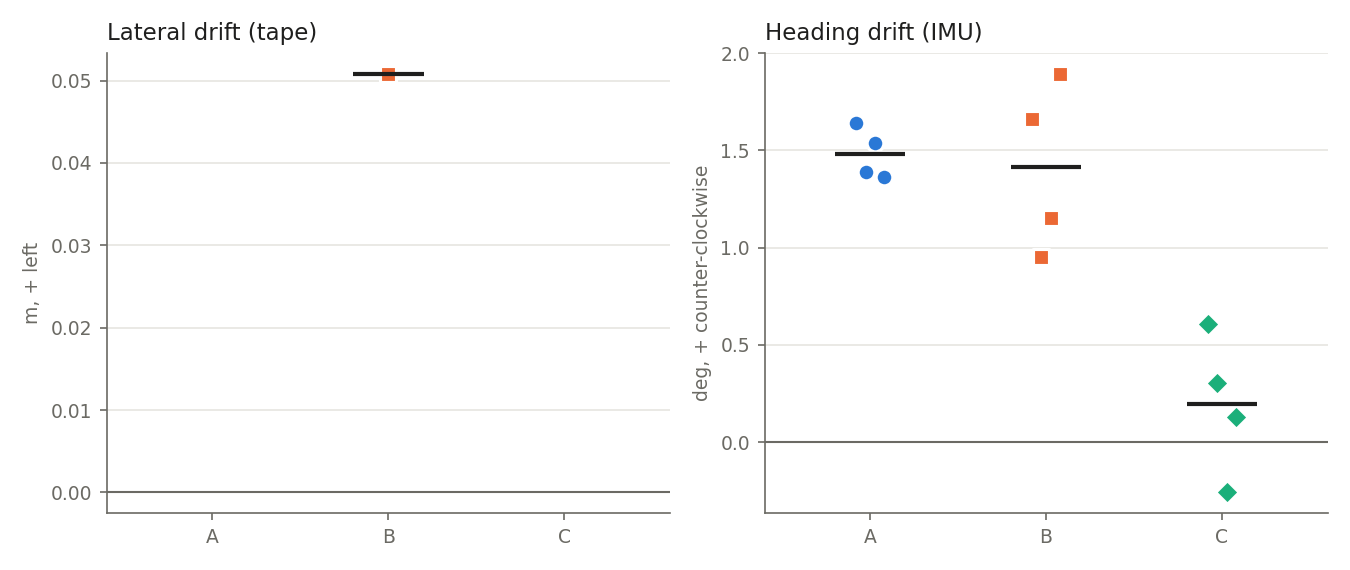 Lateral drift (tape)
m, + left
0.05
0.04
0.03
0.02
0.01
0.00
A B C
Heading drift (IMU)
deg, + counter-clockwise
2.0
1.5
1.0
0.5
0.0
A B C